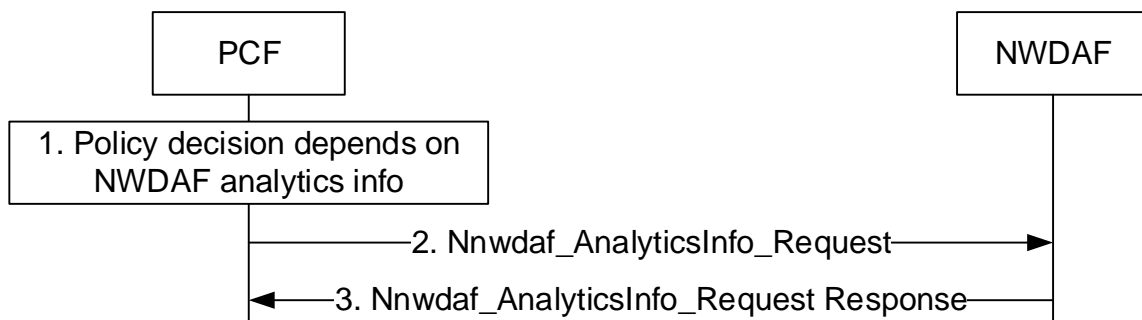 PCF
NWDAF
1. Policy decision depends on
NWDAF analytics info
2. Nnwdaf_AnalyticsInfo_Request
3. Nnwdaf_AnalyticsInfo_Request Response